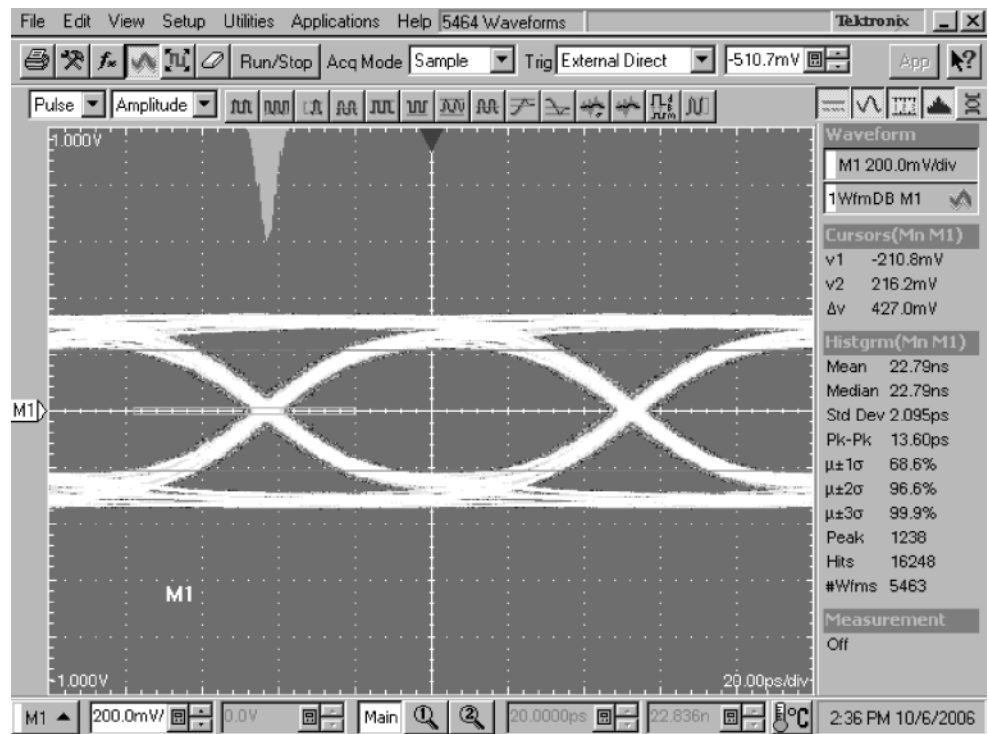 File Edit View Setup Utilities Applications Help 5464 Waveforms Tektronix
Run/Stop Acq Mode Sample Trig External Direct -510.7mV App
Pulse Amplitude
1.000V
Waveform
M1 200.0mV/div
1 WfmDB M1
Cursors(Mn M1)
v1 -210.8mV
v2 216.2mV
Δv 427.0mV
Histgrm(Mn M1)
Mean 22.79ns
Median 22.79ns
Std Dev 2.095ps
Pk-Pk 13.60ps
µ±1σ 68.6%
µ±2σ 96.6%
µ±3σ 99.9%
Peak 1238
Hits 16248
#Wfms 5463
Measurement
Off
M1
M1
-1.000V
20.00ps/div
M1 200.0mV/ 0.0V Main 1 2 20.0000ps 22.836n °C 2:36 PM 10/6/2006